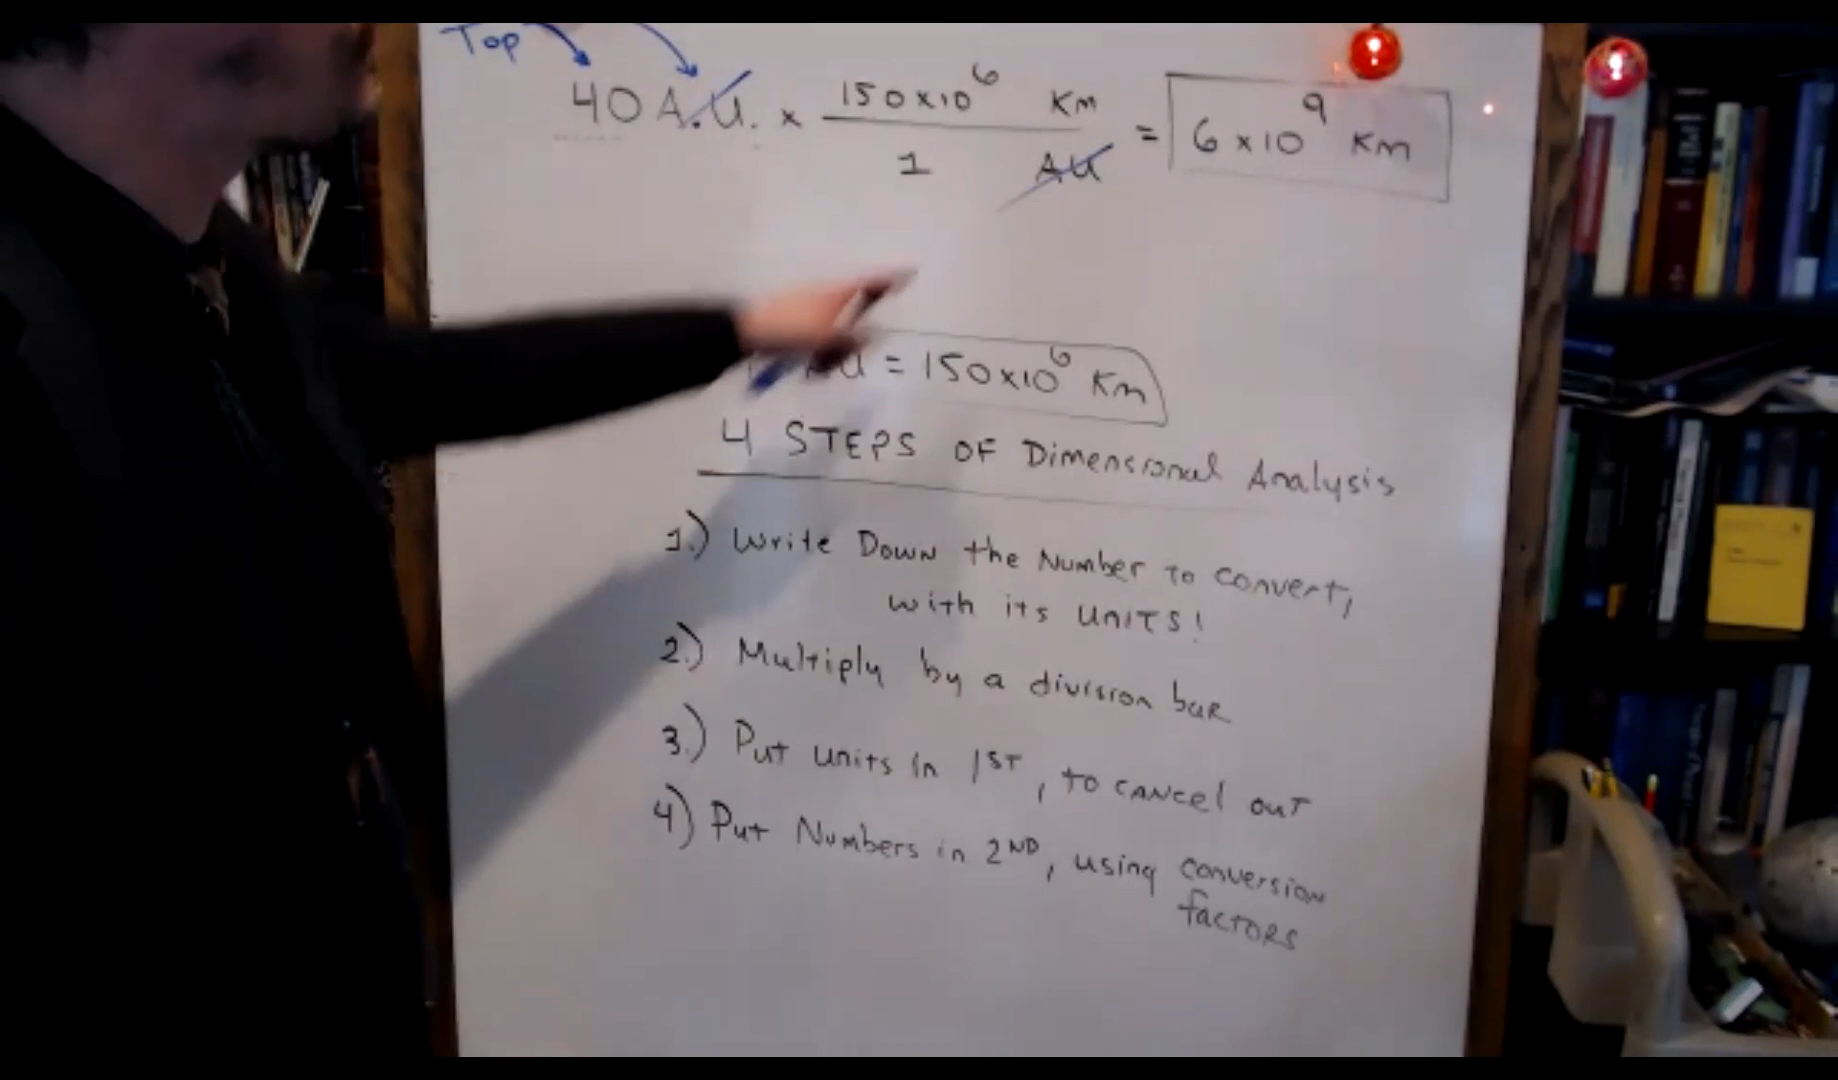 Top
40 A.U. x 150x10^6 Km / 1 AU = 6x10^9 Km
AU = 150x10^6 Km
4 STEPS OF Dimensional Analysis
1.) Write Down the Number to convert,
with its UNITS!
2.) Multiply by a division bar
3.) Put units in 1ST, to cancel out
4) Put Numbers in 2ND, using conversion
factors